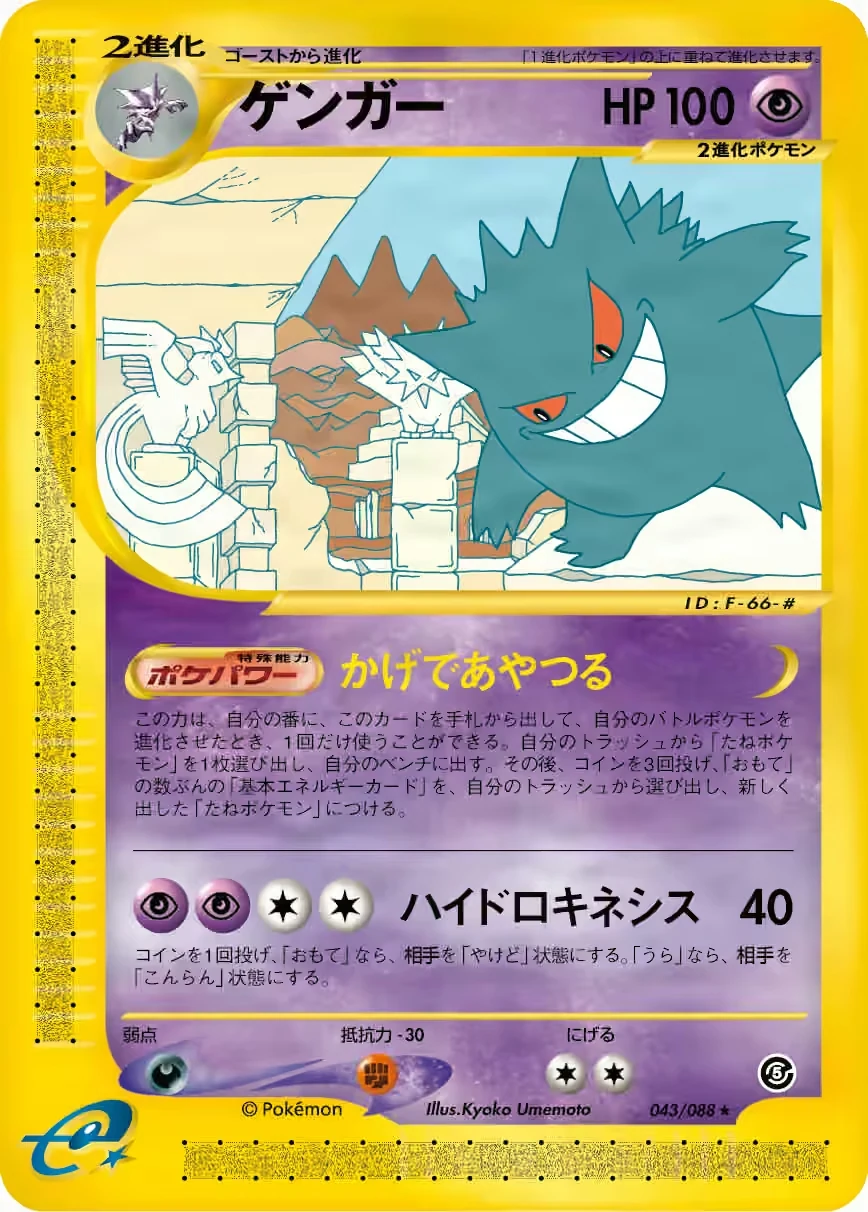 2進化
ゴーストから進化
「1進化ポケモン」の上に重ねて進化させます。
ゲンガー HP 100
2進化ポケモン
ID : F-66-#
特殊能力
ポケパワー かげであやつる
この力は、自分の番に、このカードを手札から出して、自分のバトルポケモンを
進化させたとき、1回だけ使うことができる。自分のトラッシュから「たねポケ
モン」を1枚選び出し、自分のベンチに出す。その後、コインを3回投げ、「おもて」
の数ぶんの「基本エネルギーカード」を、自分のトラッシュから選び出し、新しく
出した「たねポケモン」につける。
ハイドロキネシス 40
コインを1回投げ、「おもて」なら、相手を「やけど」状態にする。「うら」なら、相手を
「こんらん」状態にする。
弱点 抵抗力 -30 にげる
5
© Pokémon Illus.Kyoko Umemoto 043/088 ★
e